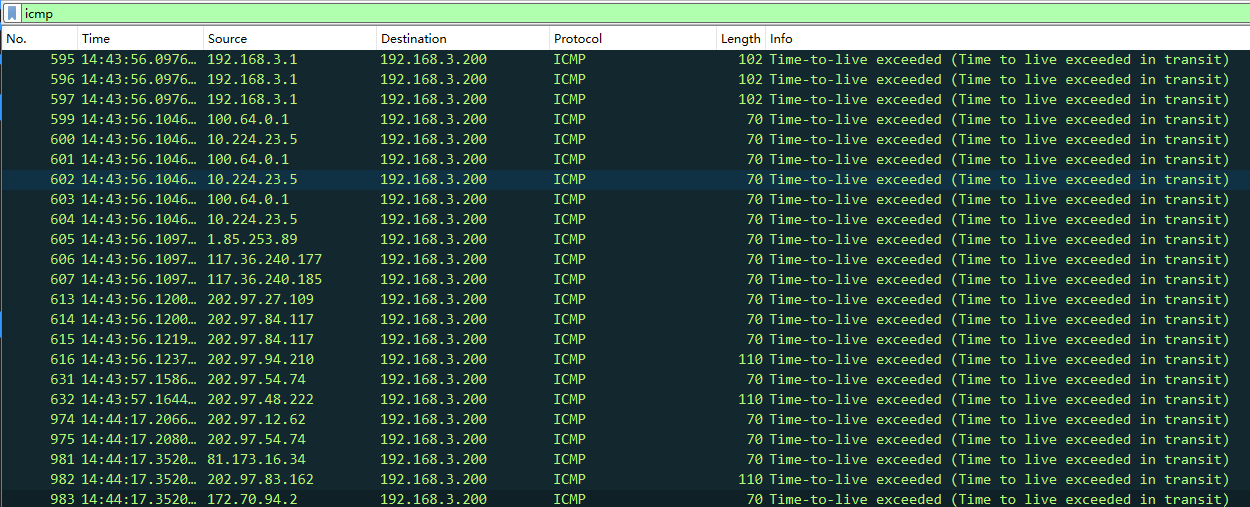 icmp
No. Time Source Destination Protocol Length Info
595 14:43:56.0976… 192.168.3.1 192.168.3.200 ICMP 102 Time-to-live exceeded (Time to live exceeded in transit)
596 14:43:56.0976… 192.168.3.1 192.168.3.200 ICMP 102 Time-to-live exceeded (Time to live exceeded in transit)
597 14:43:56.0976… 192.168.3.1 192.168.3.200 ICMP 102 Time-to-live exceeded (Time to live exceeded in transit)
599 14:43:56.1046… 100.64.0.1 192.168.3.200 ICMP 70 Time-to-live exceeded (Time to live exceeded in transit)
600 14:43:56.1046… 10.224.23.5 192.168.3.200 ICMP 70 Time-to-live exceeded (Time to live exceeded in transit)
601 14:43:56.1046… 100.64.0.1 192.168.3.200 ICMP 70 Time-to-live exceeded (Time to live exceeded in transit)
602 14:43:56.1046… 10.224.23.5 192.168.3.200 ICMP 70 Time-to-live exceeded (Time to live exceeded in transit)
603 14:43:56.1046… 100.64.0.1 192.168.3.200 ICMP 70 Time-to-live exceeded (Time to live exceeded in transit)
604 14:43:56.1046… 10.224.23.5 192.168.3.200 ICMP 70 Time-to-live exceeded (Time to live exceeded in transit)
605 14:43:56.1097… 1.85.253.89 192.168.3.200 ICMP 70 Time-to-live exceeded (Time to live exceeded in transit)
606 14:43:56.1097… 117.36.240.177 192.168.3.200 ICMP 70 Time-to-live exceeded (Time to live exceeded in transit)
607 14:43:56.1097… 117.36.240.185 192.168.3.200 ICMP 70 Time-to-live exceeded (Time to live exceeded in transit)
613 14:43:56.1200… 202.97.27.109 192.168.3.200 ICMP 70 Time-to-live exceeded (Time to live exceeded in transit)
614 14:43:56.1200… 202.97.84.117 192.168.3.200 ICMP 70 Time-to-live exceeded (Time to live exceeded in transit)
615 14:43:56.1219… 202.97.84.117 192.168.3.200 ICMP 70 Time-to-live exceeded (Time to live exceeded in transit)
616 14:43:56.1237… 202.97.94.210 192.168.3.200 ICMP 110 Time-to-live exceeded (Time to live exceeded in transit)
631 14:43:57.1586… 202.97.54.74 192.168.3.200 ICMP 70 Time-to-live exceeded (Time to live exceeded in transit)
632 14:43:57.1644… 202.97.48.222 192.168.3.200 ICMP 110 Time-to-live exceeded (Time to live exceeded in transit)
974 14:44:17.2066… 202.97.12.62 192.168.3.200 ICMP 70 Time-to-live exceeded (Time to live exceeded in transit)
975 14:44:17.2080… 202.97.54.74 192.168.3.200 ICMP 70 Time-to-live exceeded (Time to live exceeded in transit)
981 14:44:17.3520… 81.173.16.34 192.168.3.200 ICMP 70 Time-to-live exceeded (Time to live exceeded in transit)
982 14:44:17.3520… 202.97.83.162 192.168.3.200 ICMP 110 Time-to-live exceeded (Time to live exceeded in transit)
983 14:44:17.3520… 172.70.94.2 192.168.3.200 ICMP 70 Time-to-live exceeded (Time to live exceeded in transit)